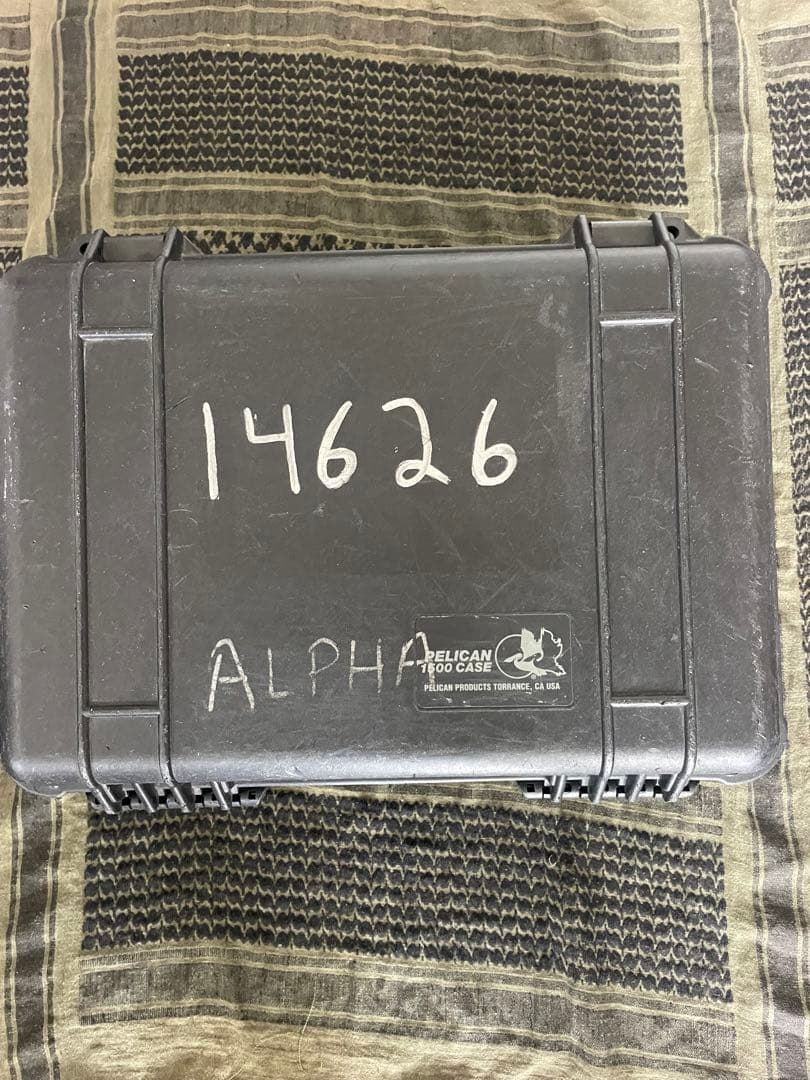 14626
ALPHA
PELICAN
1600 CASE
PELICAN PRODUCTS TORRANCE, CA USA